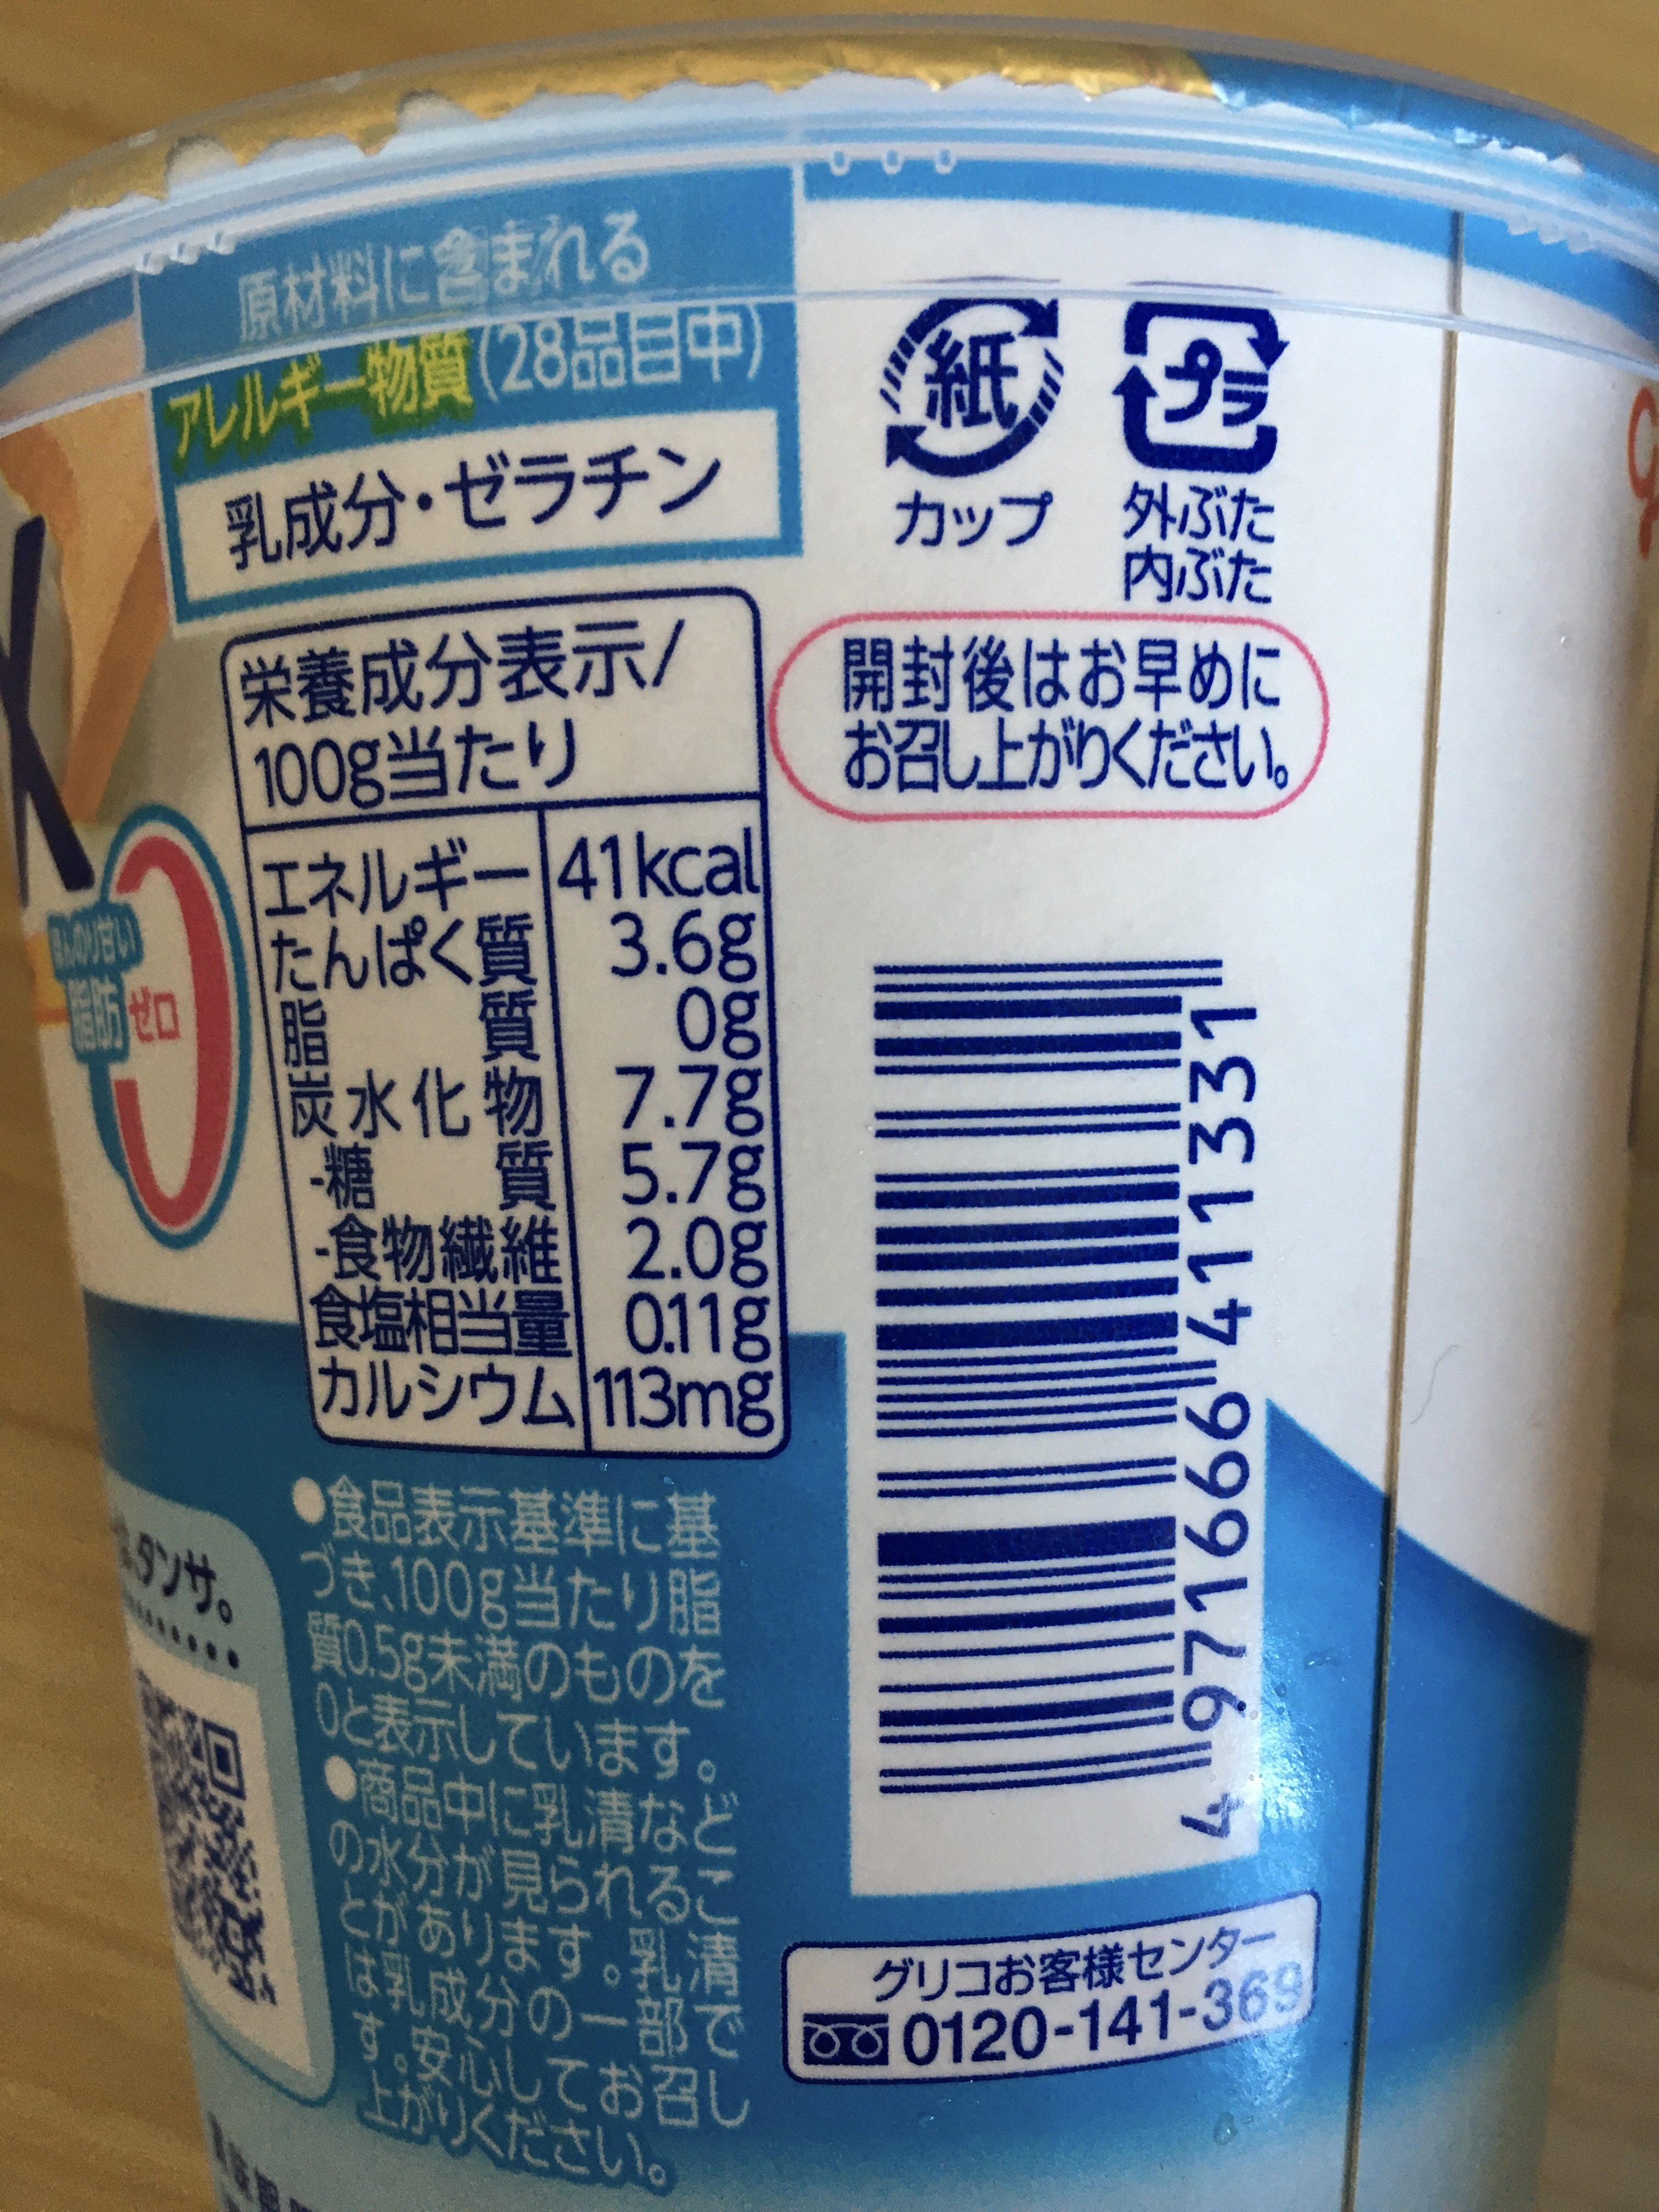 原材料に含まれる
アレルギー物質(28品目中)
乳成分・ゼラチン
紙
カップ
プラ
外ぶた
内ぶた
開封後はお早めに
お召し上がりください。
栄養成分表示/
100g当たり
エネルギー 41kcal
たんぱく質 3.6g
脂質 0g
炭水化物 7.7g
-糖質 5.7g
-食物繊維 2.0g
食塩相当量 0.11g
カルシウム 113mg
ほんのり甘い
脂肪ゼロ
0
●食品表示基準に基
づき、100g当たり脂
質0.5g未満のものを
0と表示しています。
●商品中に乳清など
の水分が見られるこ
とがあります。乳清
は乳成分の一部で
す。安心してお召し
上がりください。
タンサ。
4971666411331
グリコお客様センター
0120-141-369